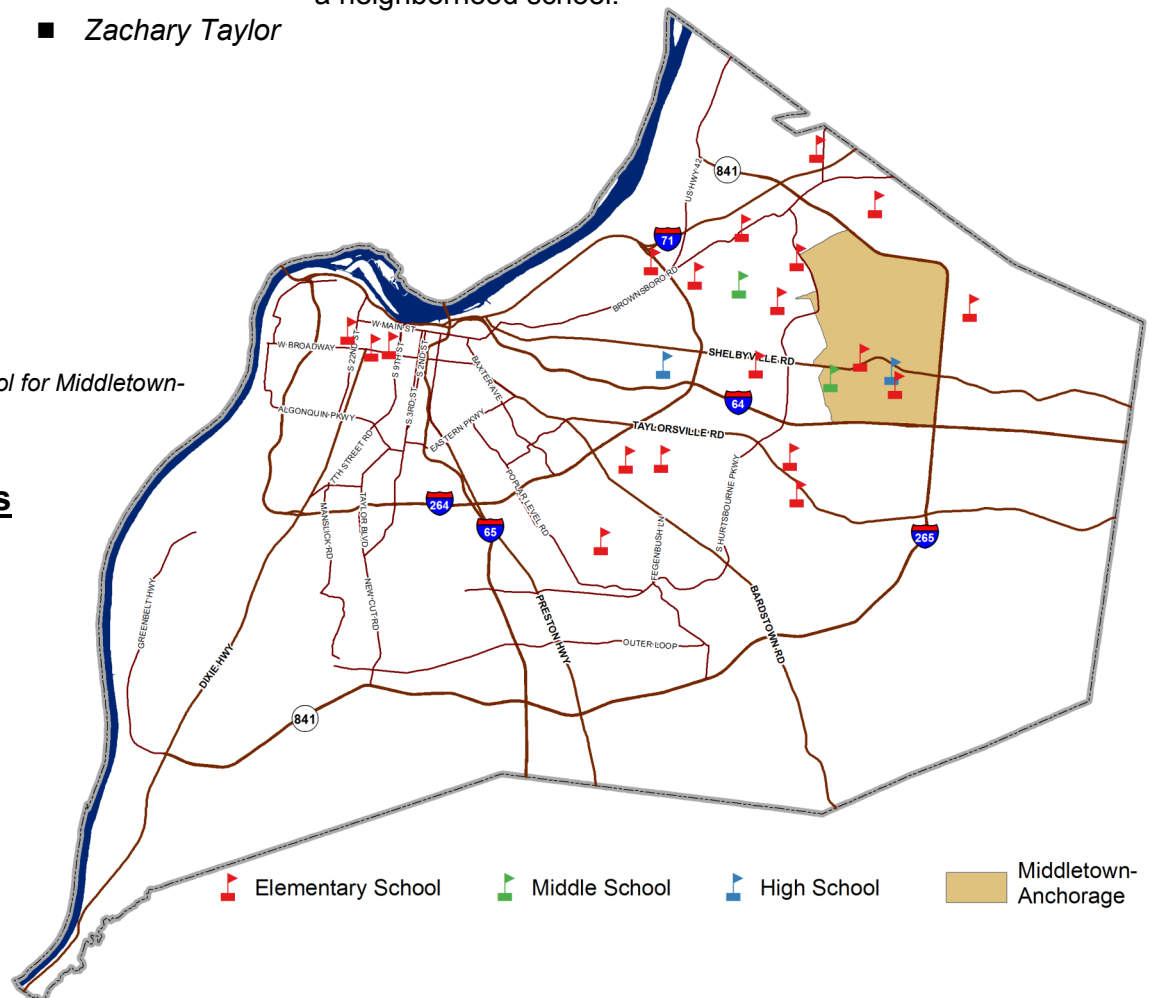 a neighborhood school.
■ Zachary Taylor
ol for Middletown-
s
841
US HWY 42
71
BROWNSBORO RD
W MAIN ST
W BROADWAY
S 22ND ST
S 9TH ST
S 2ND ST
S 3RD ST
BAXTER AVE
SHELBYVILLE RD
64
ALGONQUIN PKWY
EASTERN PKWY
TAYLORSVILLE RD
7TH STREET RD
POPLAR LEVEL RD
MANSLICK RD
TAYLOR BLVD
264
65
FEGENBUSH LN
S HURTSBOURNE PKWY
265
GREENBELT HWY
NEW CUT RD
PRESTON HWY
BARDSTOWN RD
OUTER LOOP
DIXIE HWY
841
Elementary School
Middle School
High School
Middletown-
Anchorage